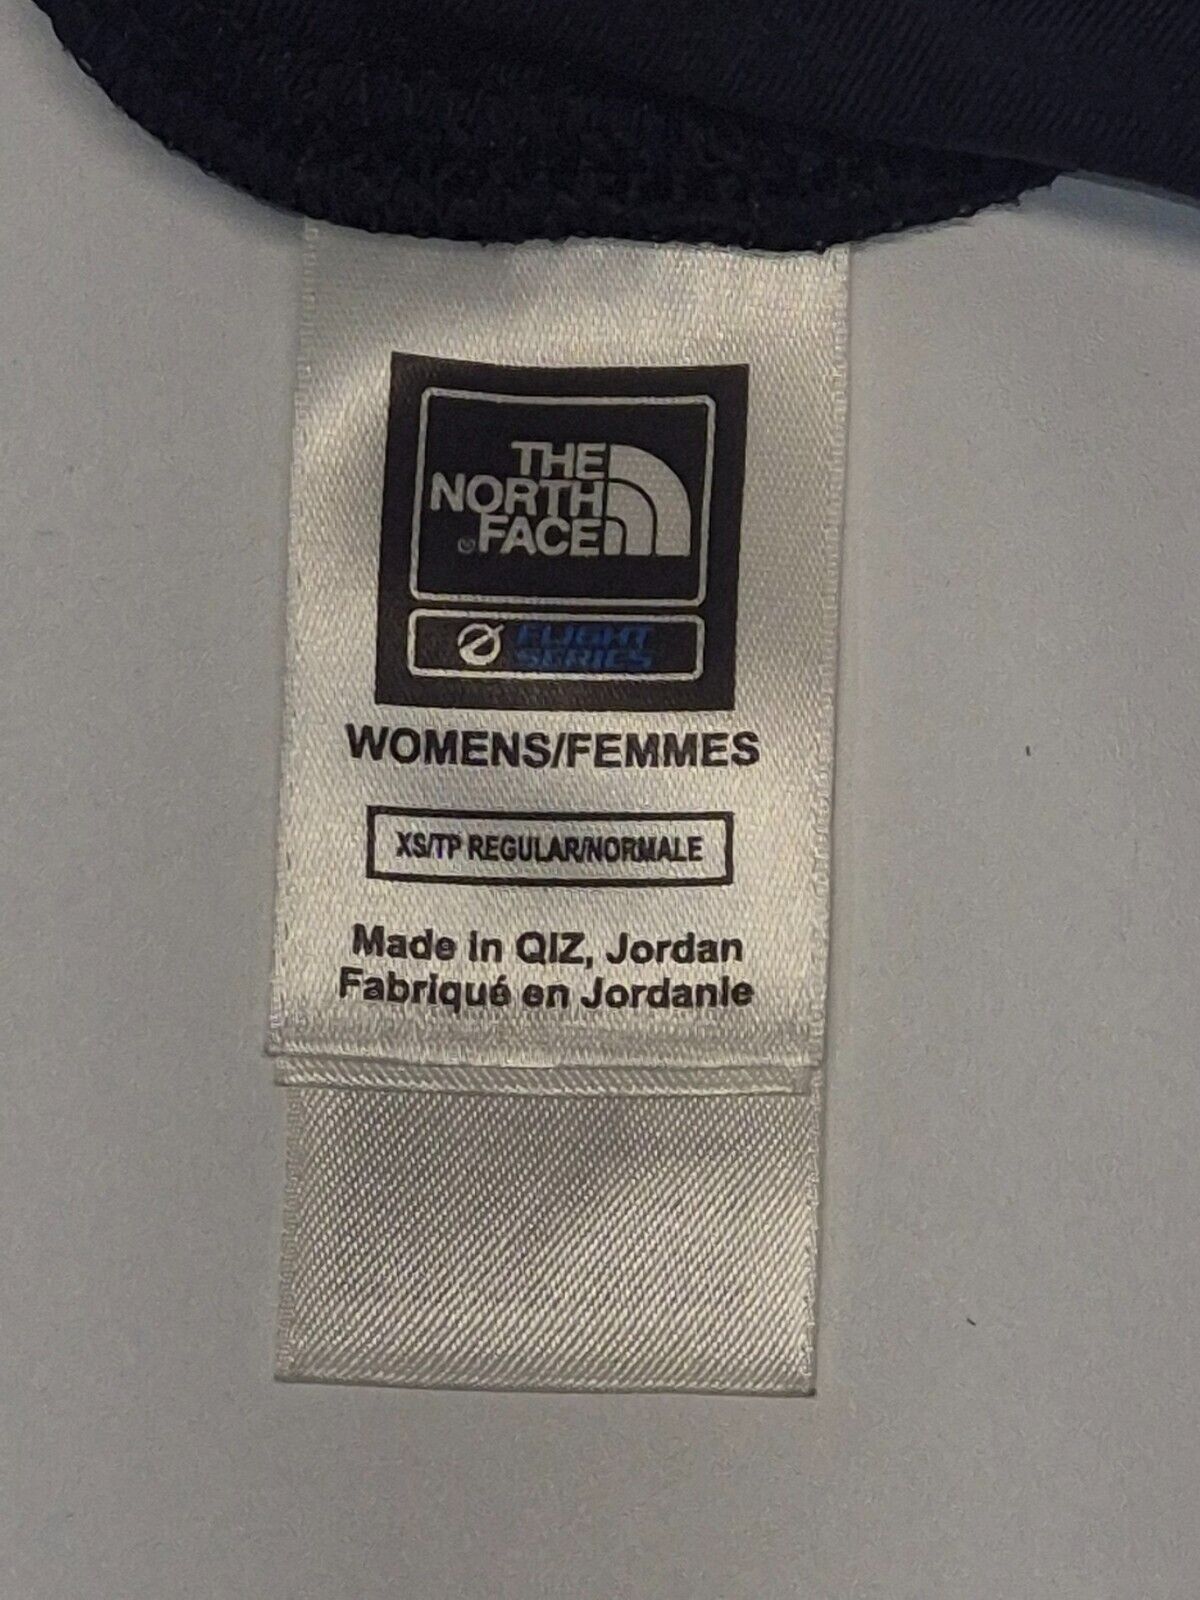 THE
NORTH
FACE
FLIGHT
SERIES
WOMENS/FEMMES
XS/TP REGULAR/NORMALE
Made in QIZ, Jordan
Fabriqué en Jordanie